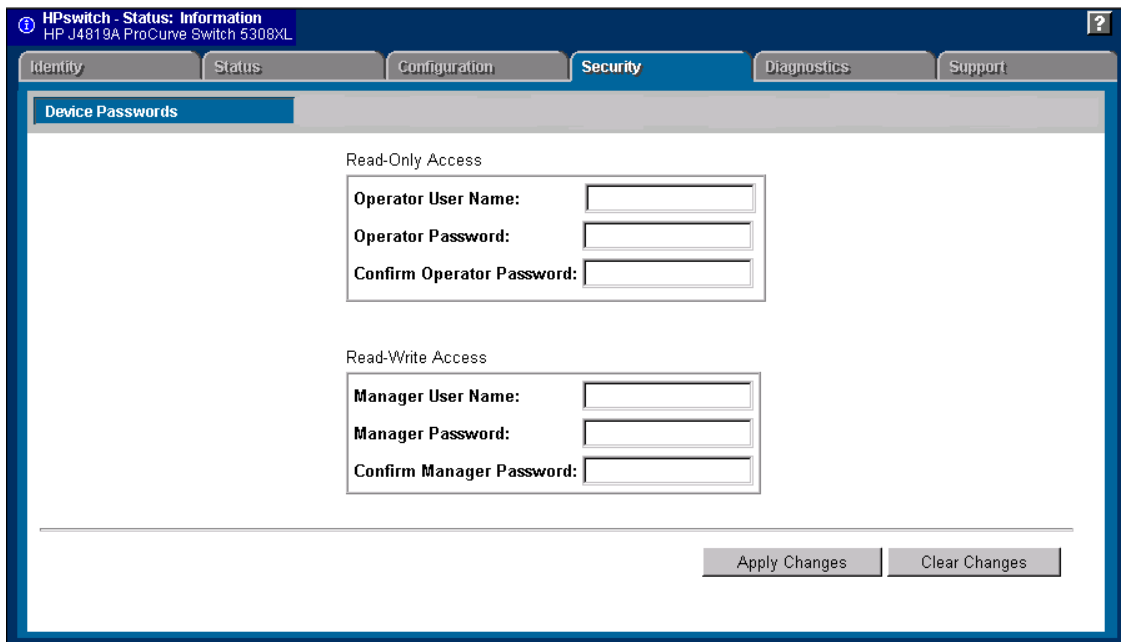 HPswitch - Status: Information
HP J4819A ProCurve Switch 5308XL
?
Identity Status Configuration Security Diagnostics Support
Device Passwords
Read-Only Access
Operator User Name:
Operator Password:
Confirm Operator Password:
Read-Write Access
Manager User Name:
Manager Password:
Confirm Manager Password:
Apply Changes Clear Changes